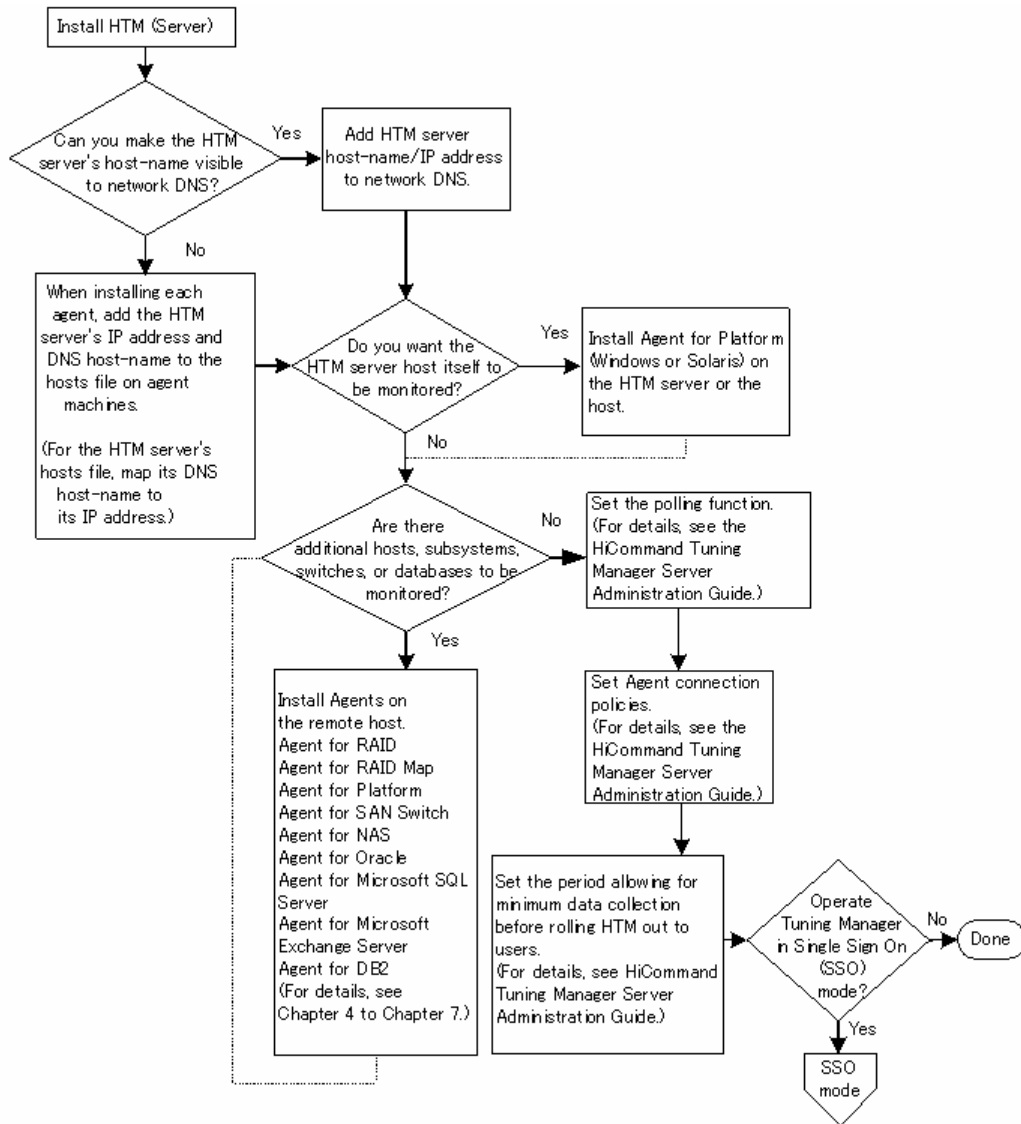 Install HTM (Server)
Can you make the HTM
server's host-name visible
to network DNS?
Yes
Add HTM server
host-name/IP address
to network DNS.
No
When installing each
agent, add the HTM
server's IP address and
DNS host-name to the
hosts file on agent
machines.
(For the HTM server's
hosts file, map its DNS
host-name to
its IP address.)
Do you want the
HTM server host itself to
be monitored?
Yes
Install Agent for Platform
(Windows or Solaris) on
the HTM server or the
host.
No
Are there
additional hosts, subsystems,
switches, or databases to be
monitored?
No
Set the polling function.
(For details, see the
HiCommand Tuning
Manager Server
Administration Guide.)
Yes
Install Agents on
the remote host.
Agent for RAID
Agent for RAID Map
Agent for Platform
Agent for SAN Switch
Agent for NAS
Agent for Oracle
Agent for Microsoft SQL
Server
Agent for Microsoft
Exchange Server
Agent for DB2
(For details, see
Chapter 4 to Chapter 7.)
Set Agent connection
policies.
(For details, see the
HiCommand Tuning
Manager Server
Administration Guide.)
Set the period allowing for
minimum data collection
before rolling HTM out to
users.
(For details, see HiCommand
Tuning Manager Server
Administration Guide.)
Operate
Tuning Manager
in Single Sign On
(SSO)
mode?
No
Done
Yes
SSO
mode